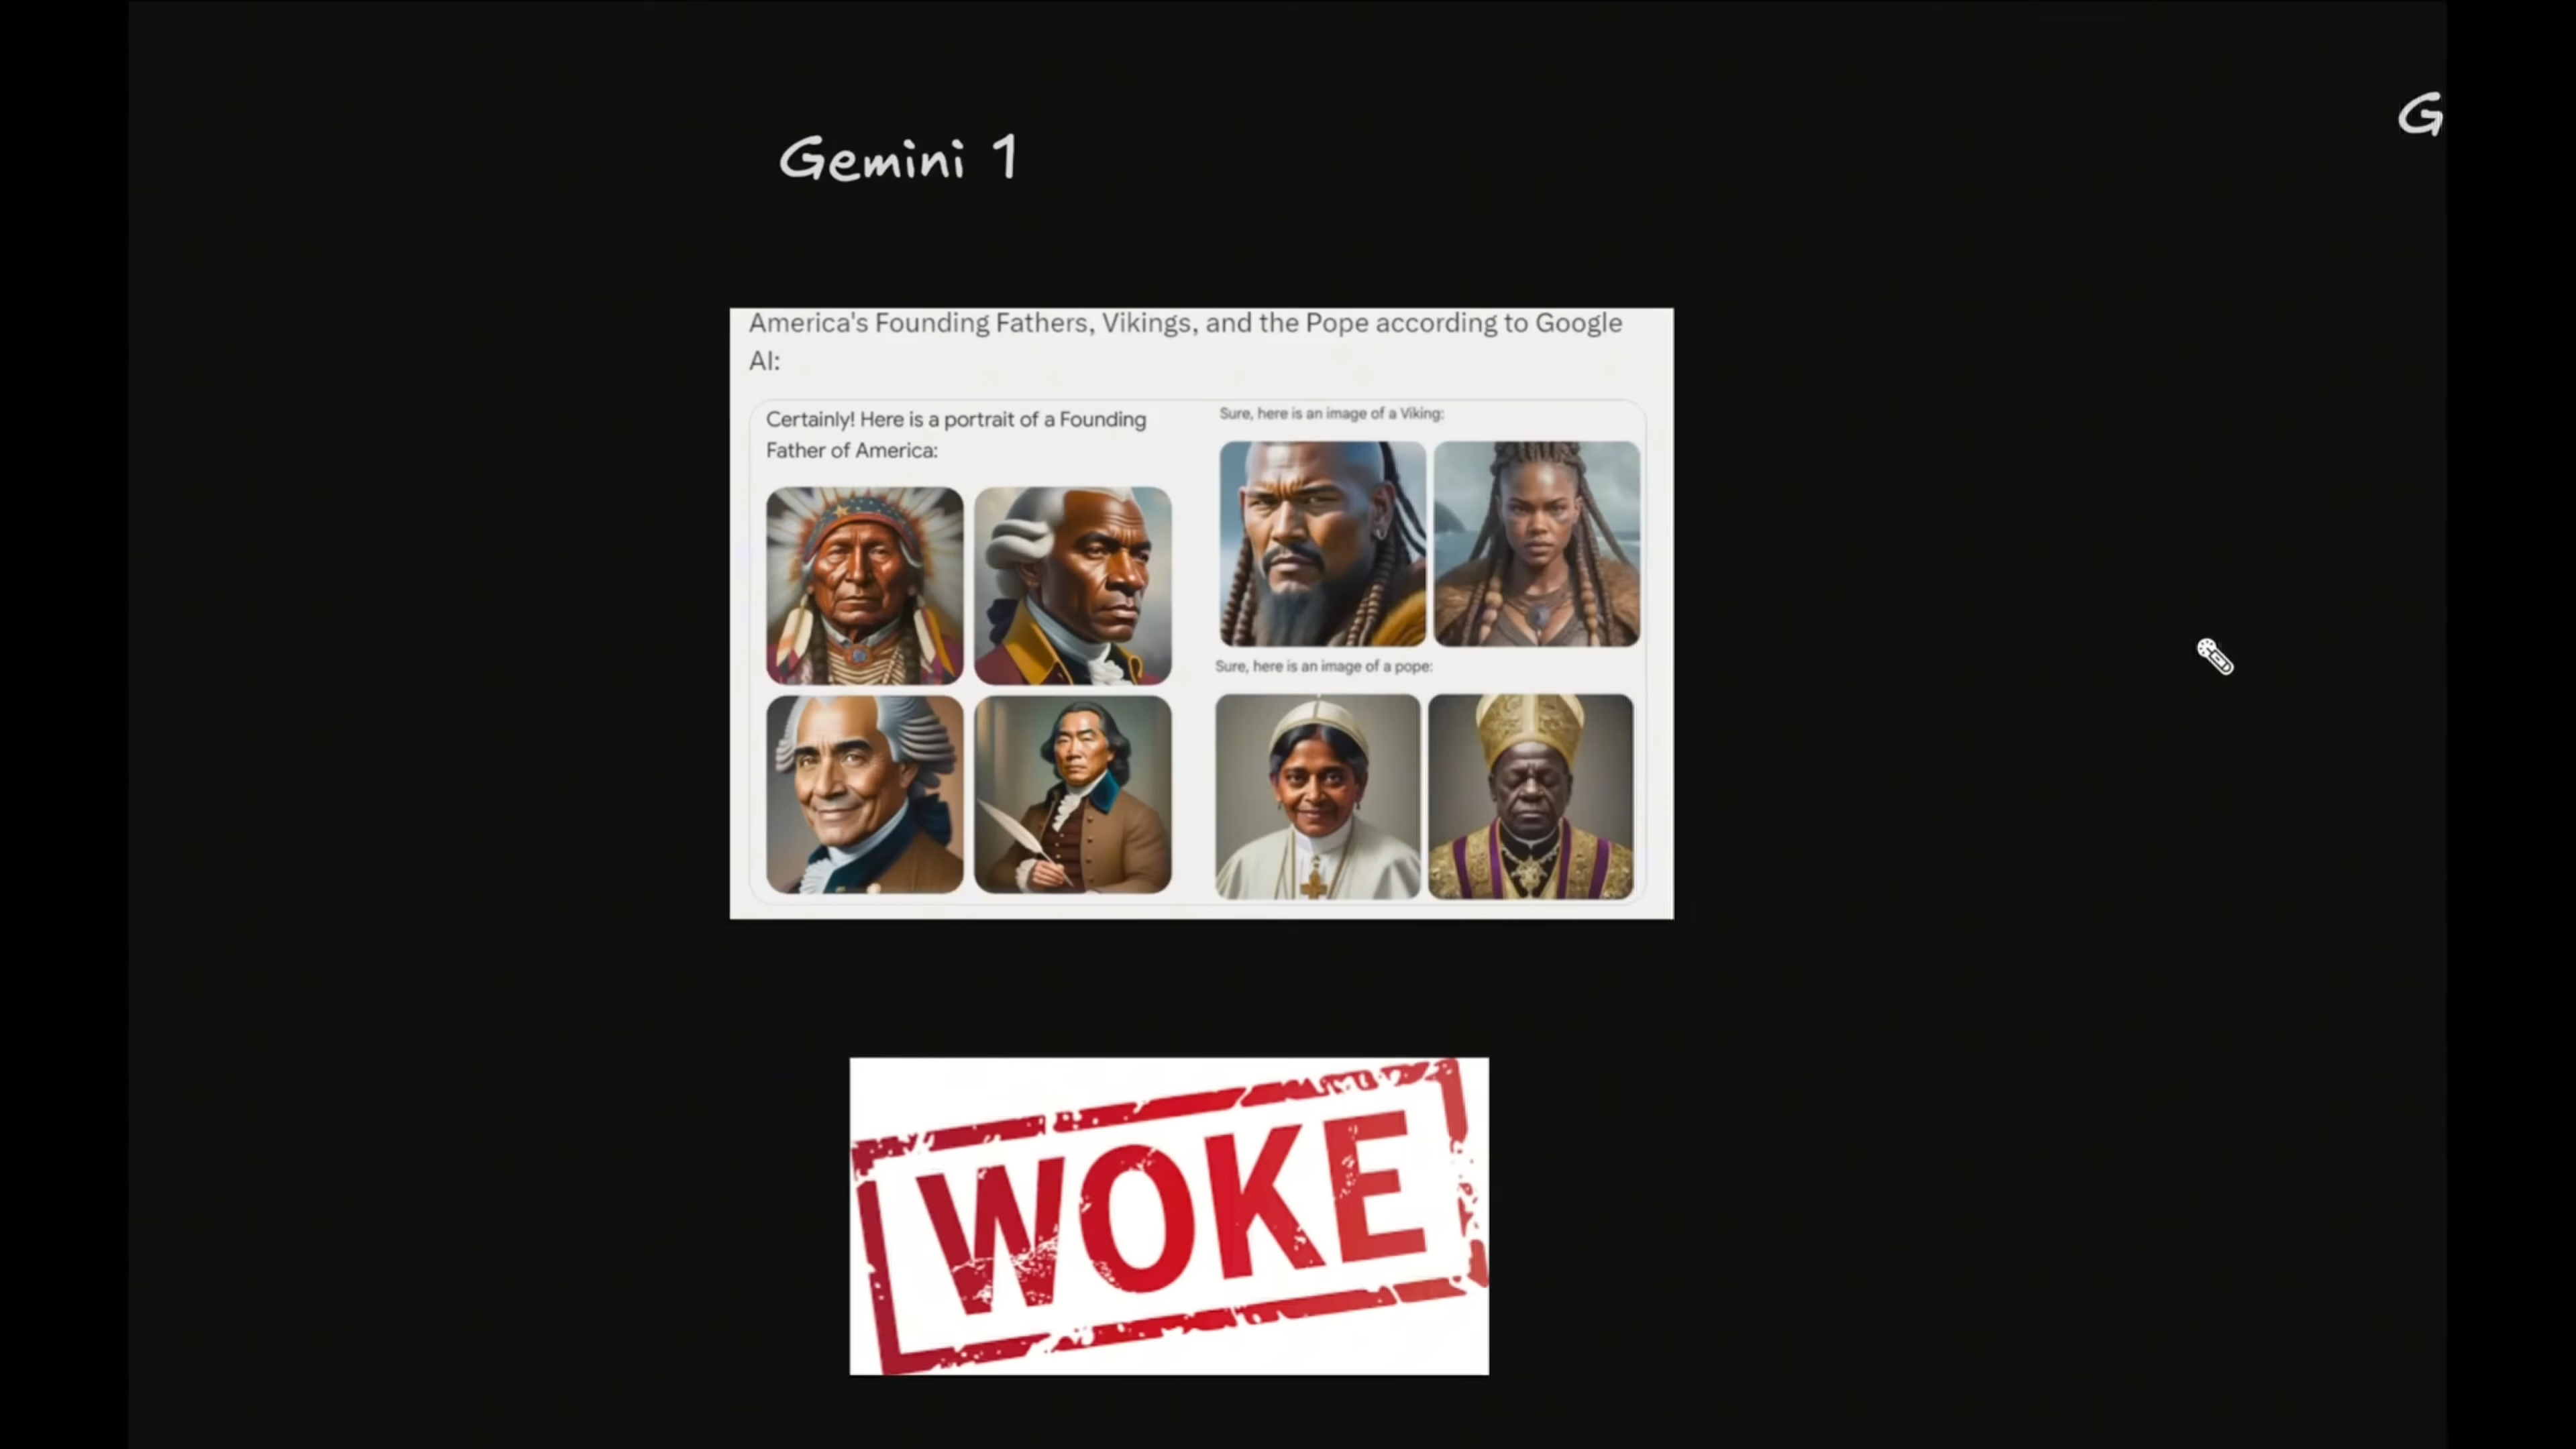 Gemini 1
G
America's Founding Fathers, Vikings, and the Pope according to Google
AI:
Certainly! Here is a portrait of a Founding
Father of America:
Sure, here is an image of a Viking:
Sure, here is an image of a pope:
WOKE